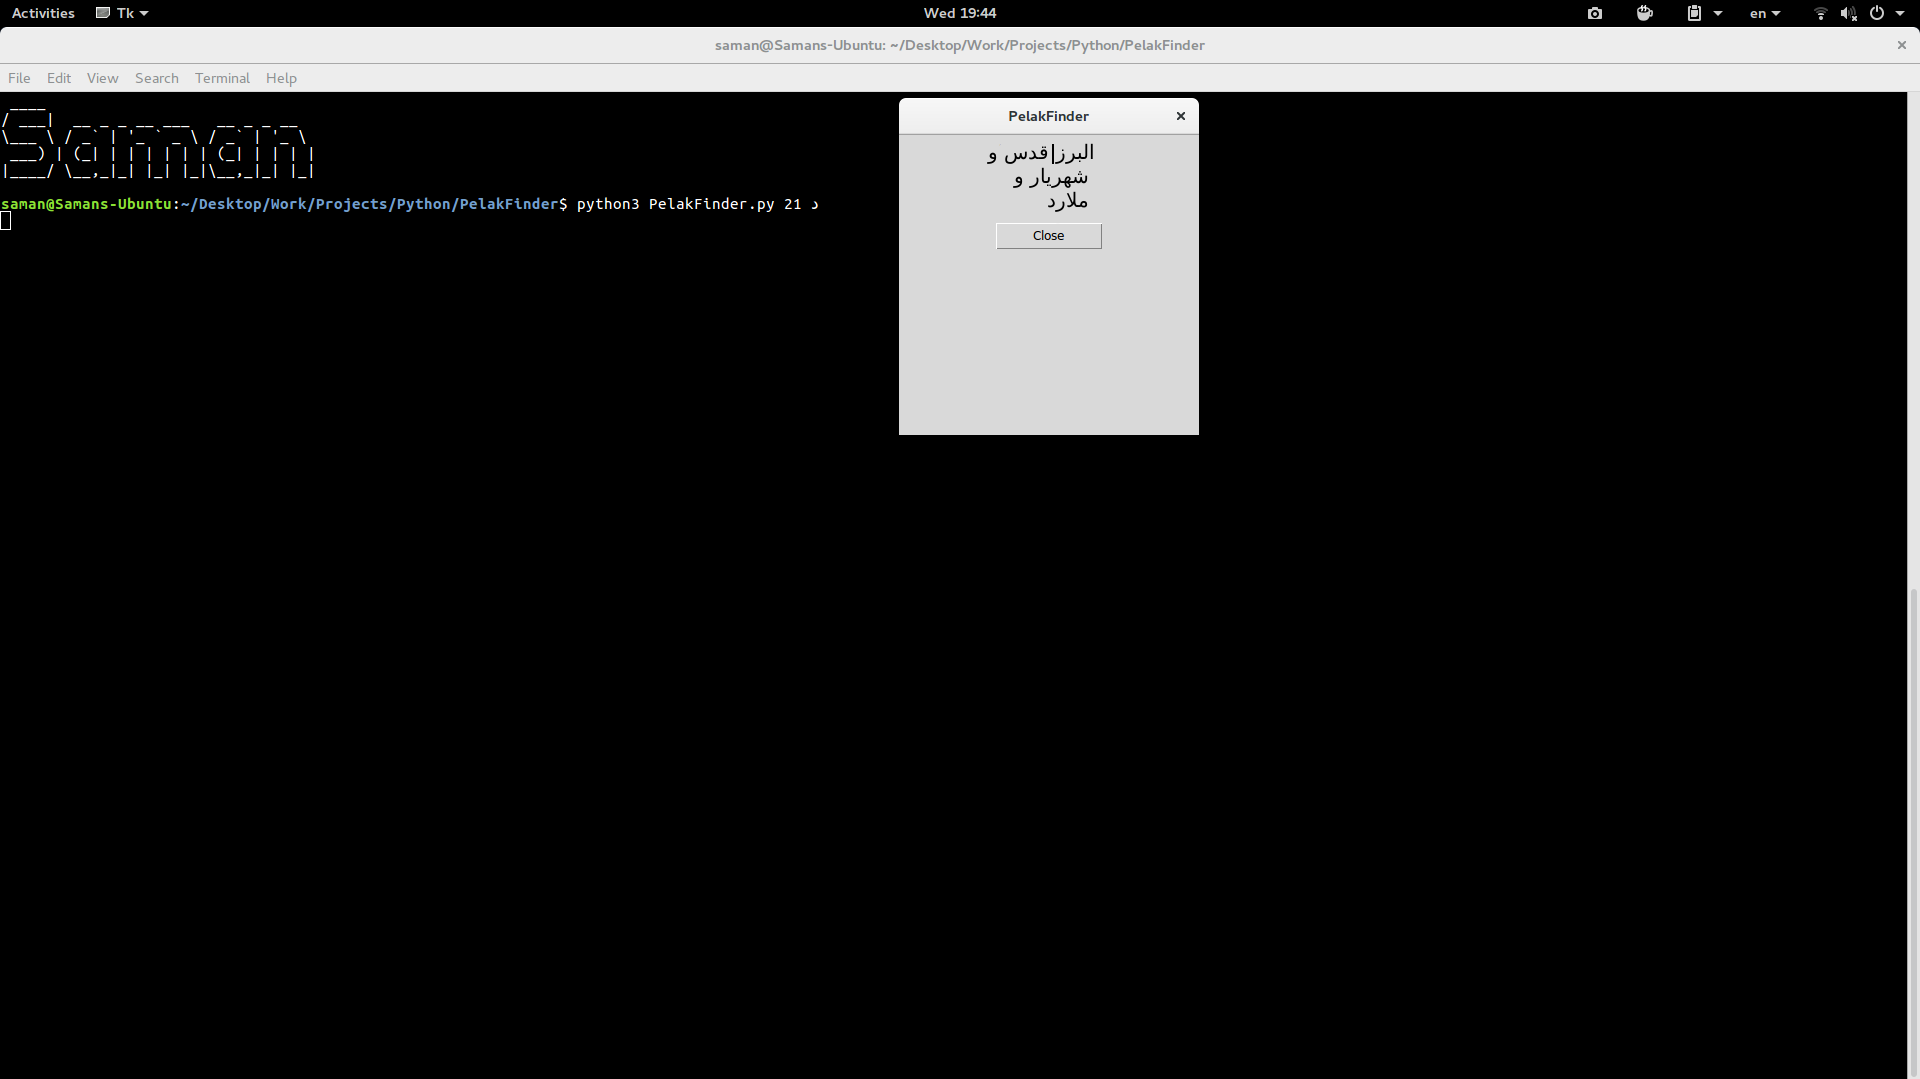 Activities Tk Wed 19:44 en
saman@Samans-Ubuntu: ~/Desktop/Work/Projects/Python/PelakFinder
File Edit View Search Terminal Help
Saman
saman@Samans-Ubuntu:~/Desktop/Work/Projects/Python/PelakFinder$ python3 PelakFinder.py 21 د
PelakFinder
البرز|قدس و
شهریار و
ملارد
Close